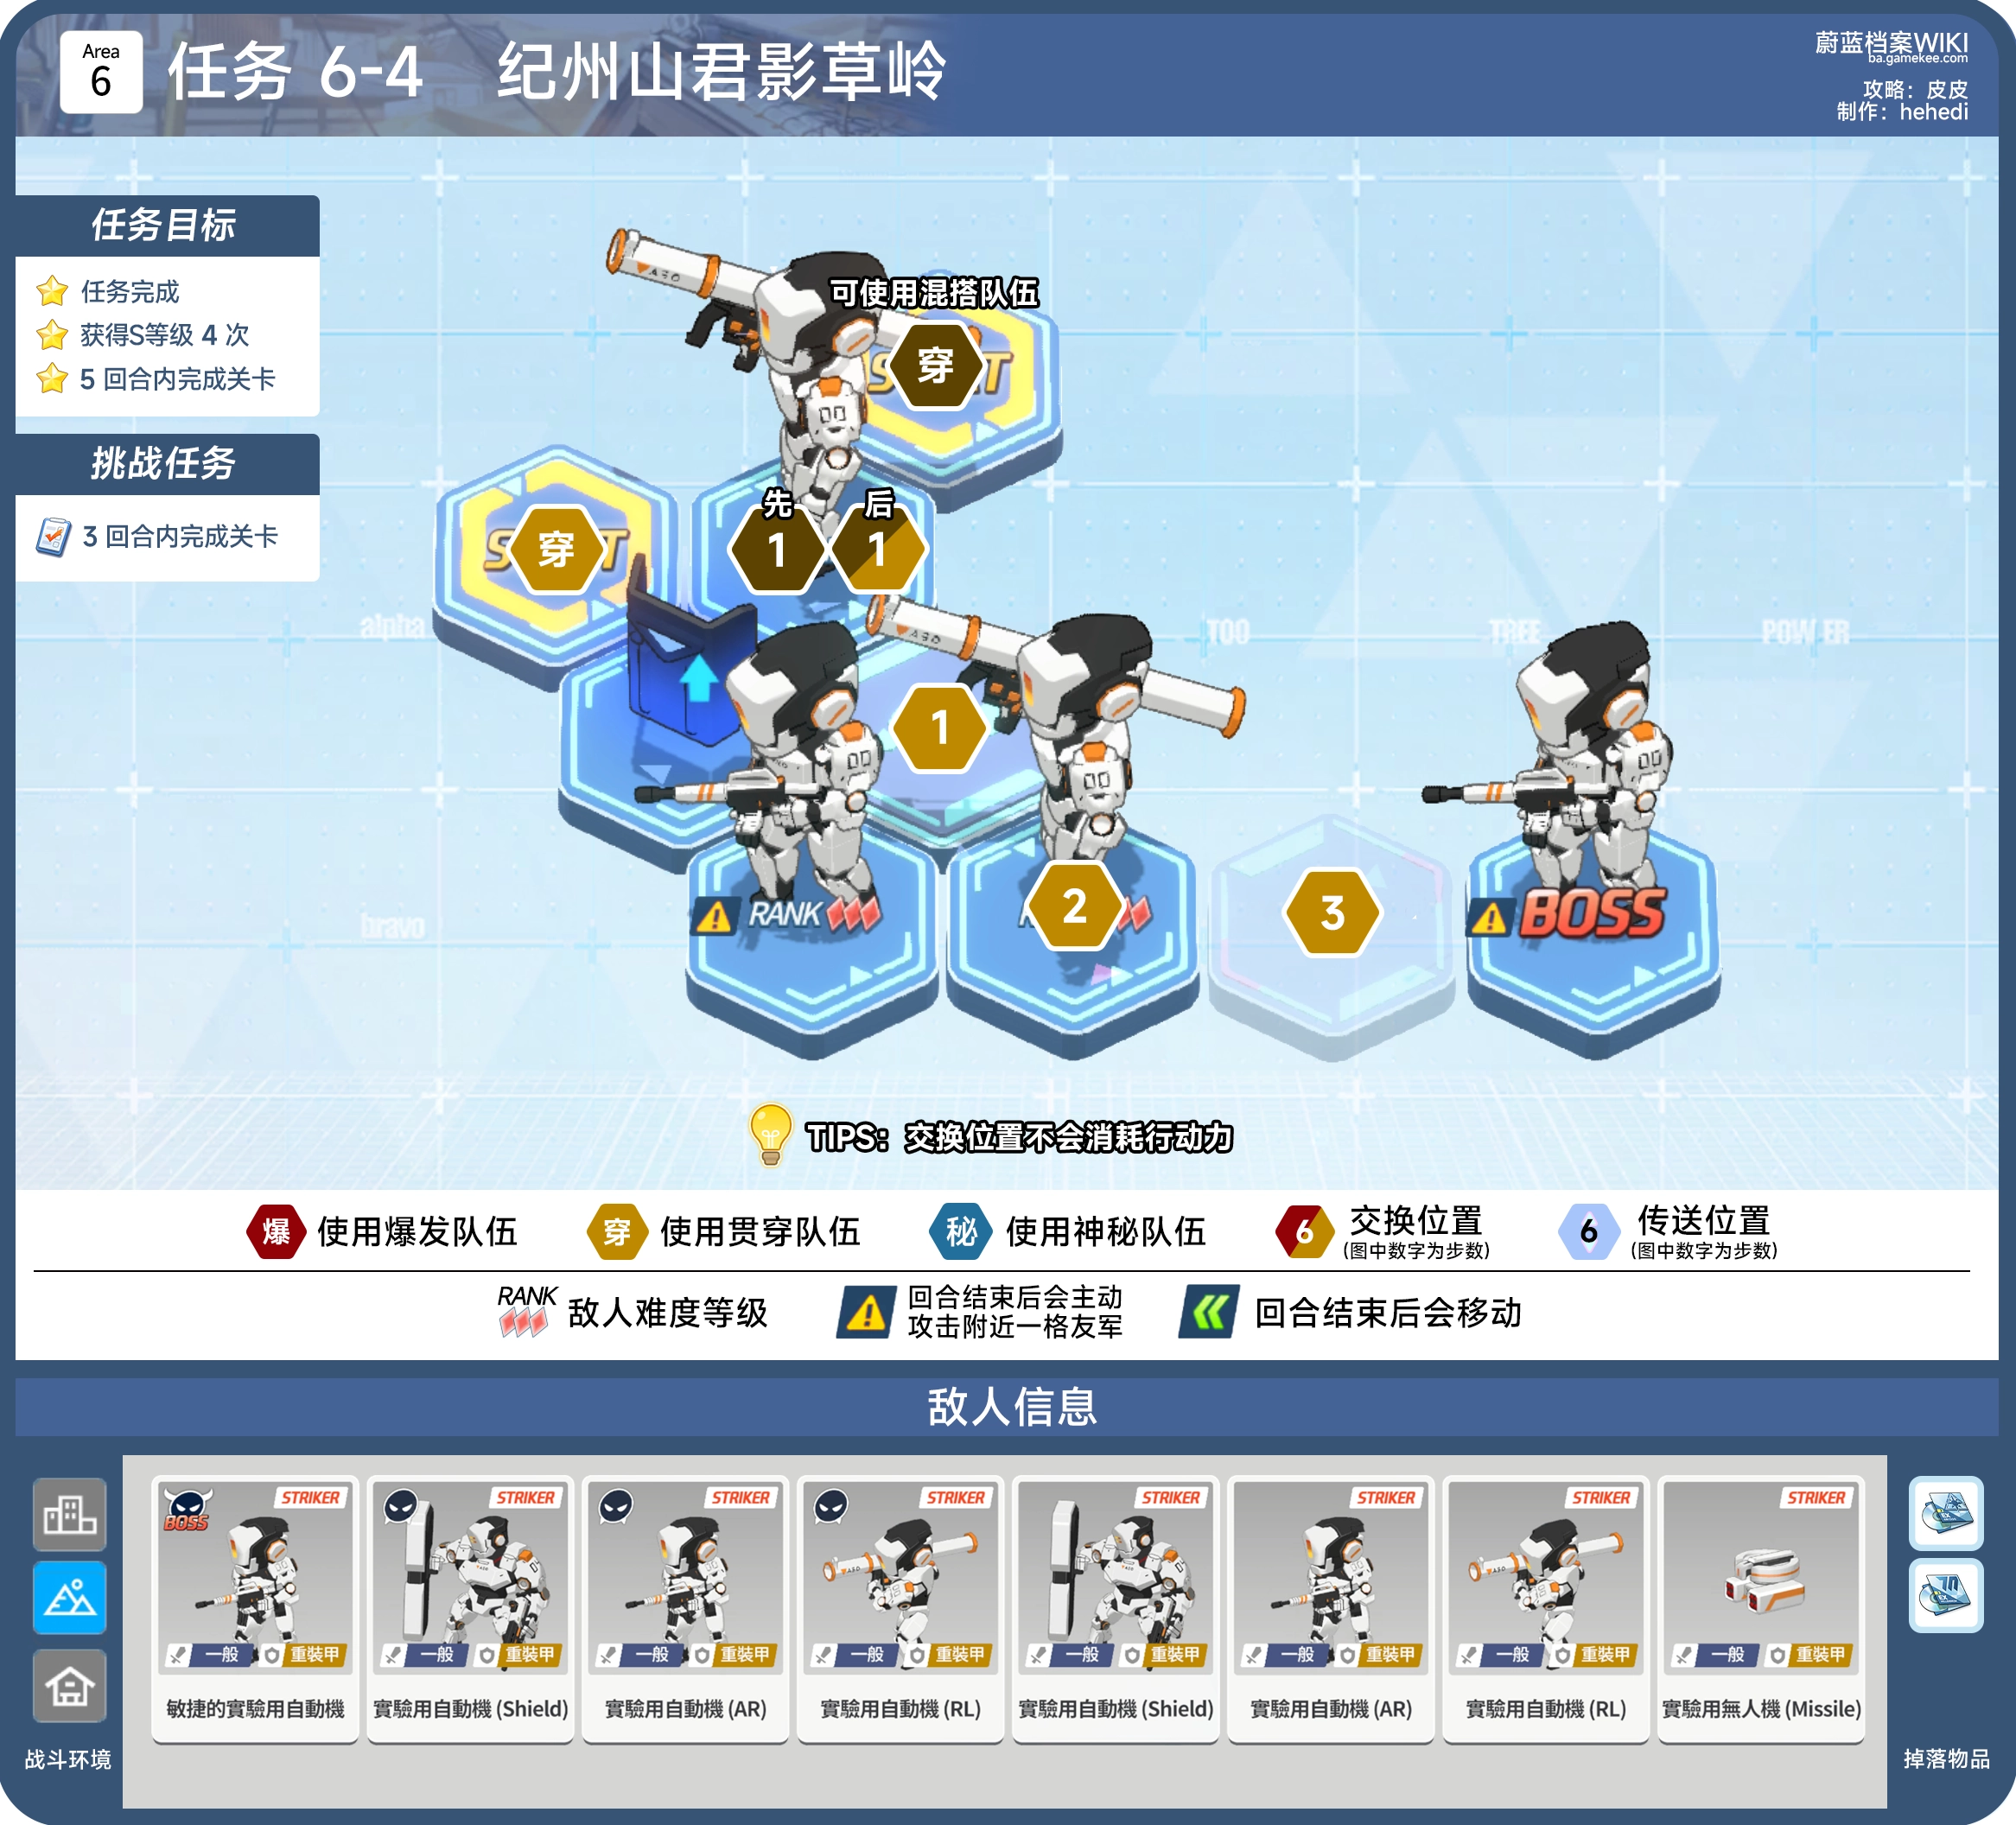 Area
6
任务 6-4 纪州山君影草岭
蔚蓝档案WIKI
ba.gamekee.com
攻略：皮皮
制作：hehedi
任务目标
任务完成
获得S等级 4 次
5 回合内完成关卡
挑战任务
3 回合内完成关卡
可使用混搭队伍
穿
穿
先
后
1
1
1
alpha
TOO
TREE
POWER
bravo
RANK
2
3
BOSS
TIPS：交换位置不会消耗行动力
爆 使用爆发队伍
穿 使用贯穿队伍
秘 使用神秘队伍
6 交换位置
(图中数字为步数)
6 传送位置
(图中数字为步数)
RANK 敌人难度等级
回合结束后会主动
攻击附近一格友军
回合结束后会移动
敌人信息
BOSS STRIKER 一般 重裝甲
敏捷的實驗用自動機
STRIKER 一般 重裝甲
實驗用自動機 (Shield)
STRIKER 一般 重裝甲
實驗用自動機 (AR)
STRIKER 一般 重裝甲
實驗用自動機 (RL)
STRIKER 一般 重裝甲
實驗用自動機 (Shield)
STRIKER 一般 重裝甲
實驗用自動機 (AR)
STRIKER 一般 重裝甲
實驗用自動機 (RL)
STRIKER 一般 重裝甲
實驗用無人機 (Missile)
战斗环境
掉落物品